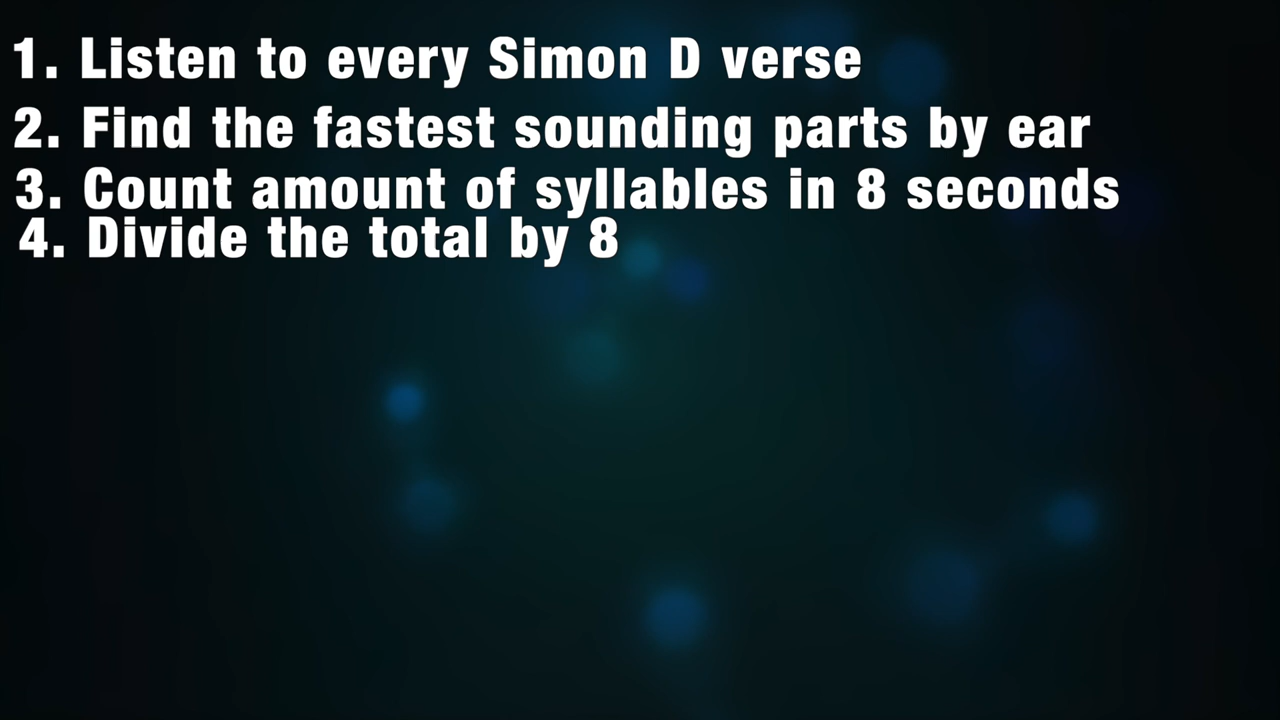 1. Listen to every Simon D verse
2. Find the fastest sounding parts by ear
3. Count amount of syllables in 8 seconds
4. Divide the total by 8